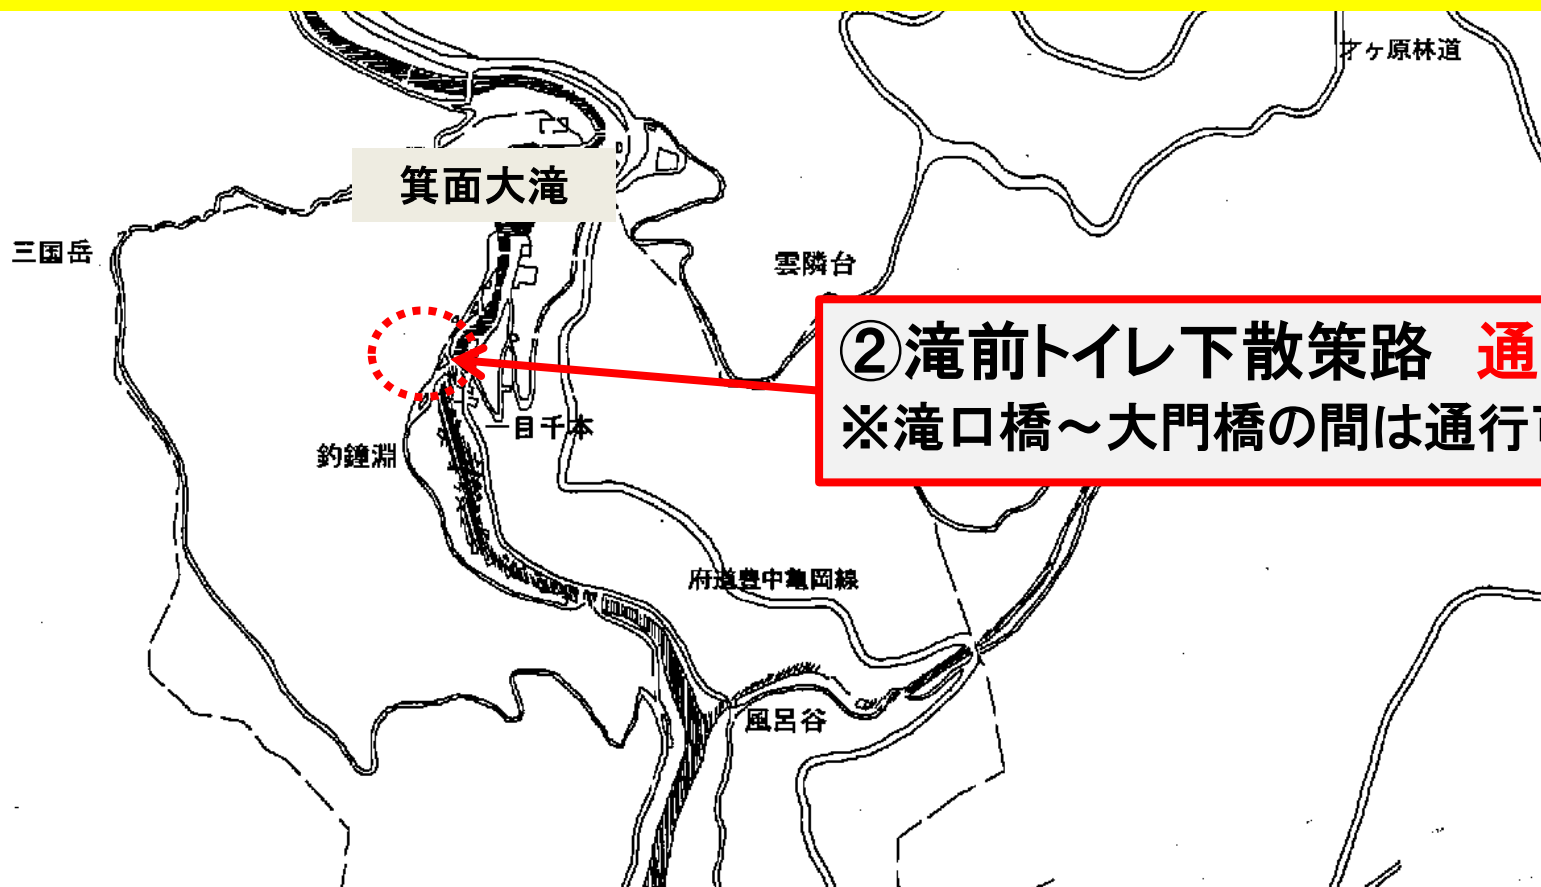 才ヶ原林道
箕面大滝
三国岳
雲隣台
②滝前トイレ下散策路 通
※滝口橋～大門橋の間は通行
一目千本
釣鐘淵
府道豊中亀岡線
風呂谷